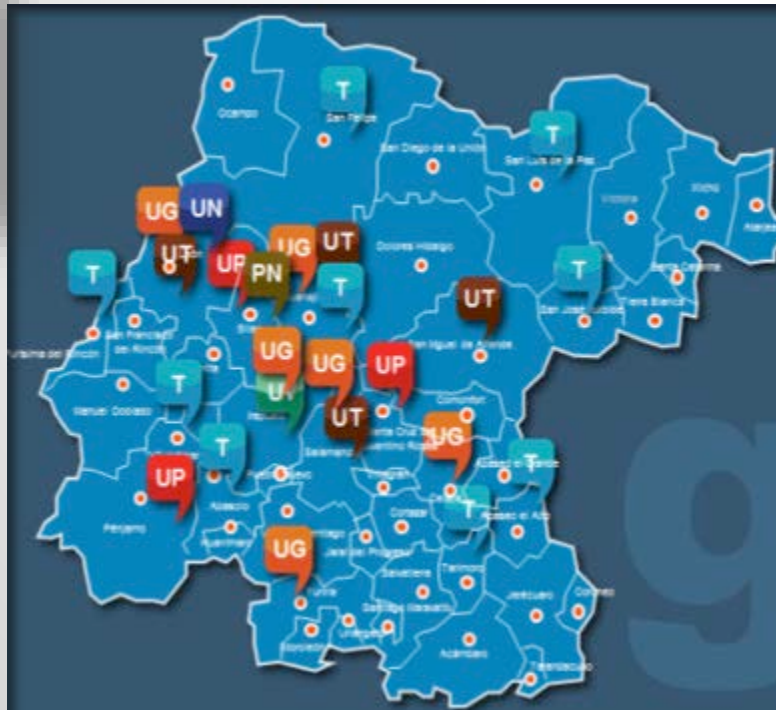 T
Ocampo
San Felipe
T
San Diego de la Unión
San Luis de la Paz
Victoria
Xichú
Atarjea
UG
UN
UT
UG
UT
UP
PN
T
T
Dolores Hidalgo
T
UT
Santa Catarina
Tierra Blanca
San José Iturbide
San Francisco
del Rincón
Purísima del Rincón
San Miguel de Allende
UG
UG
UP
T
Manuel Doblado
UT
Salamanca
Comonfort
UG
T
T
UP
T
Pénjamo
Abasolo
Cortazar
Apaseo el Alto
Huanímaro
UG
Jaral del Progreso
Yuriria
Salvatierra
Tarimoro
Jerécuaro
Coroneo
Santiago Maravatío
Uriangato
Moroleón
Acámbaro
Tarandacuao
g